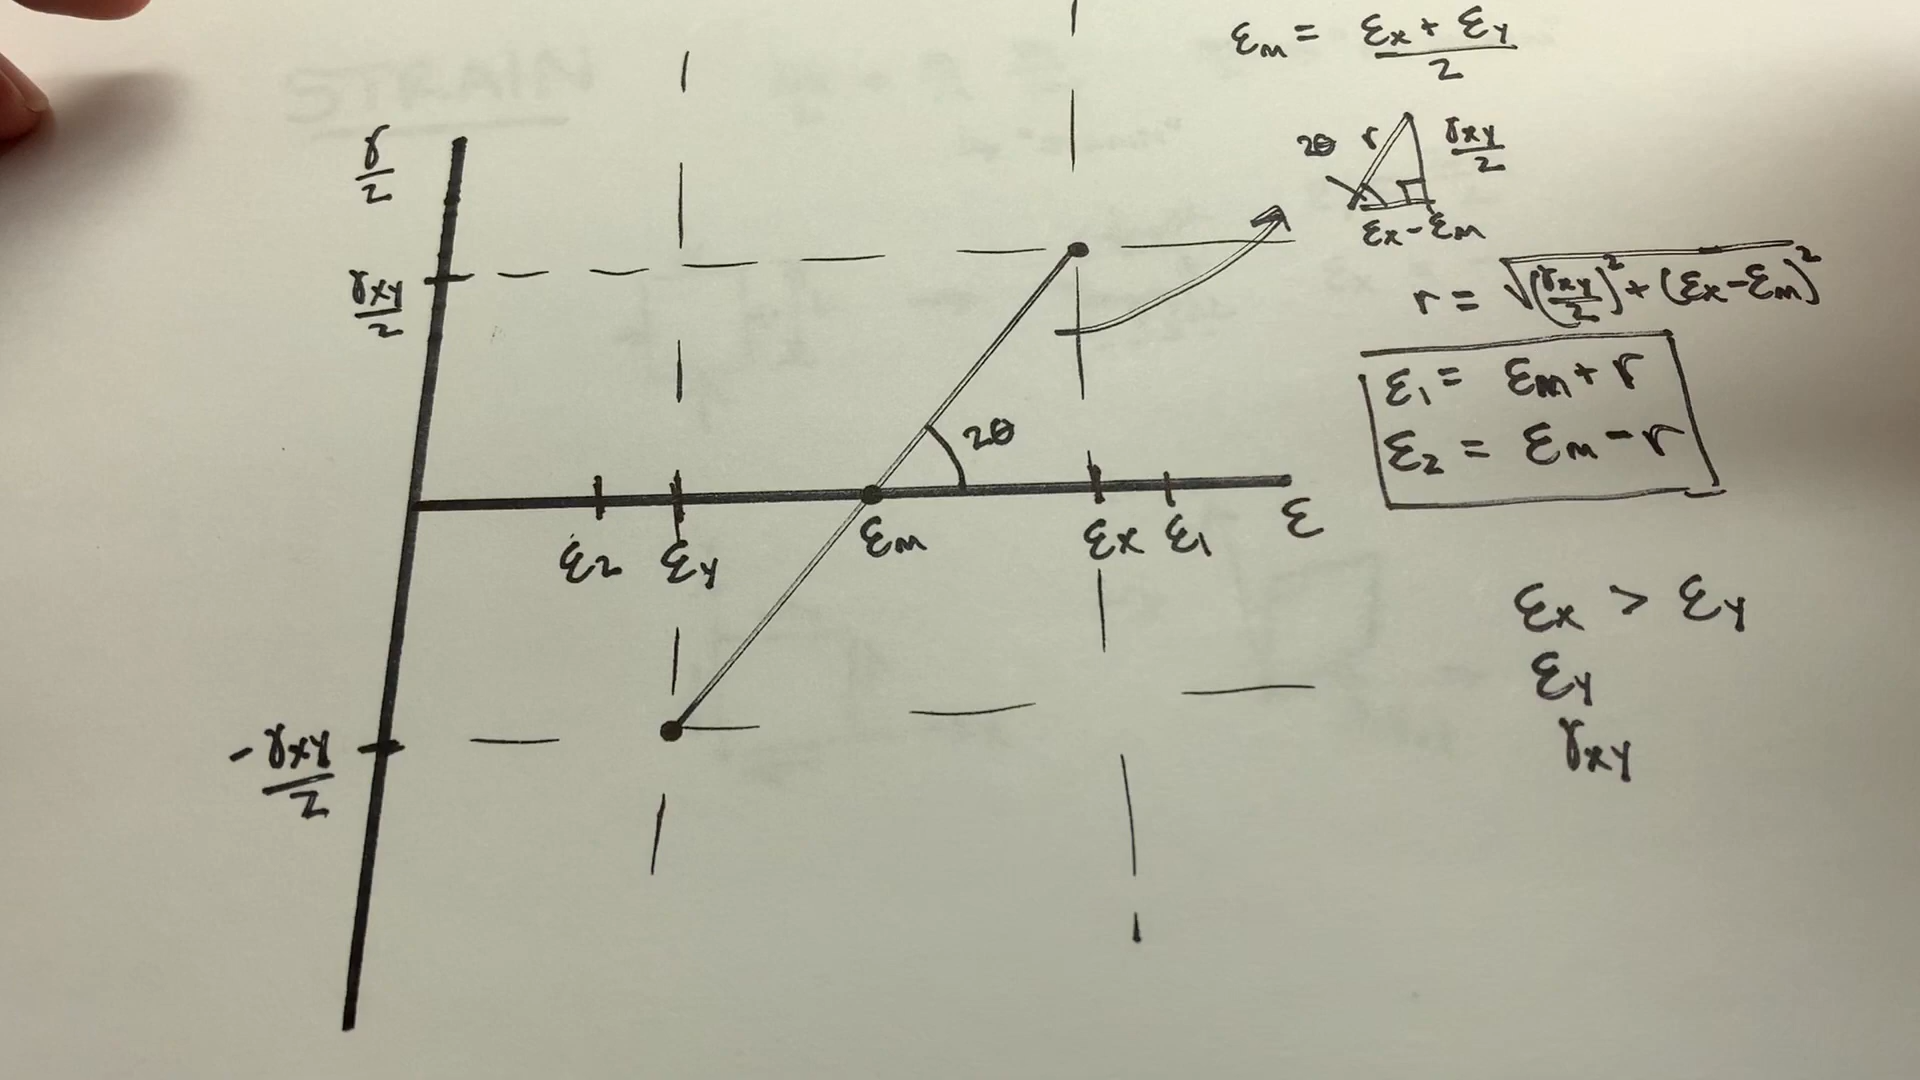 STRAIN
εm = εx + εy
2
γ
2
2θ r γxy
2
εx - εm
γxy
2
r = √(γxy/2)² + (εx-εm)²
ε1 = εm + r
ε2 = εm - r
2θ
ε2 εy εm εx ε1 ε
εx > εy
εy
γxy
-γxy
2